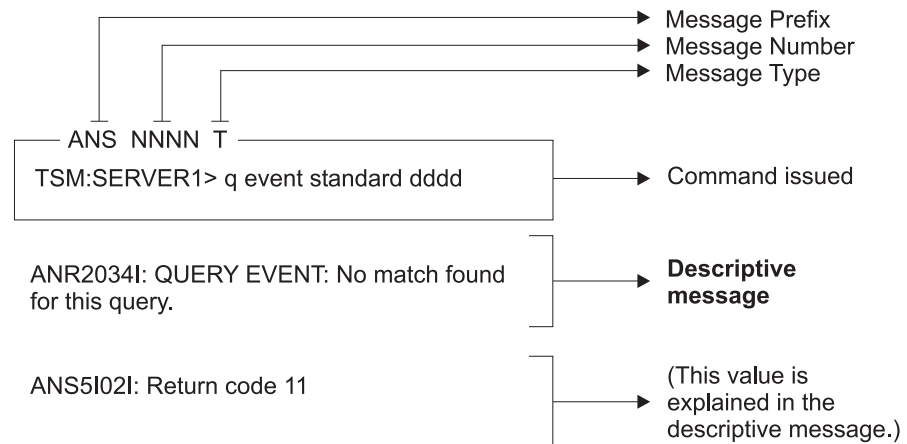 Message Prefix
Message Number
Message Type
ANS NNNN T
TSM:SERVER1> q event standard dddd
Command issued
ANR2034I: QUERY EVENT: No match found
for this query.
Descriptive
message
ANS5I02I: Return code 11
(This value is
explained in the
descriptive message.)